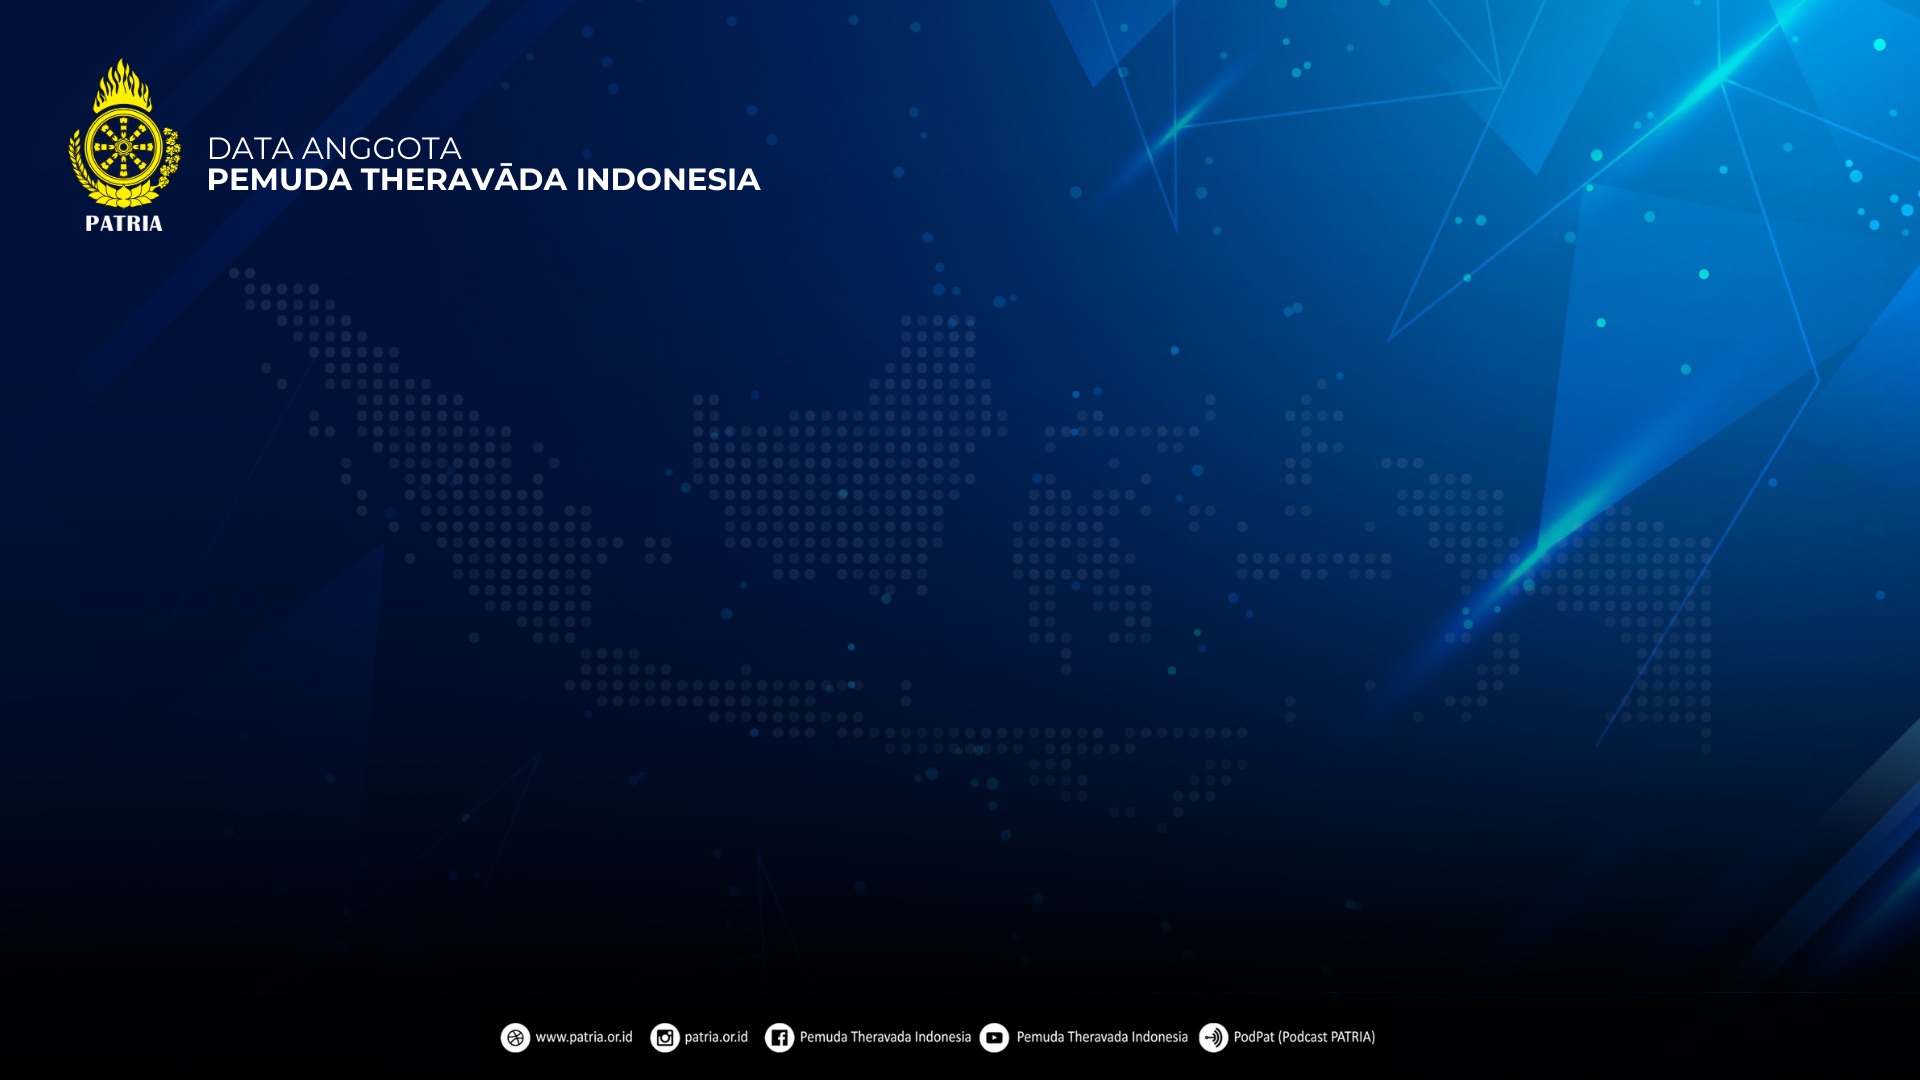 DATA ANGGOTA
PEMUDA THERAVĀDA INDONESIA
PATRIA
www.patria.or.id patria.or.id Pemuda Theravada Indonesia Pemuda Theravada Indonesia PodPat (Podcast PATRIA)